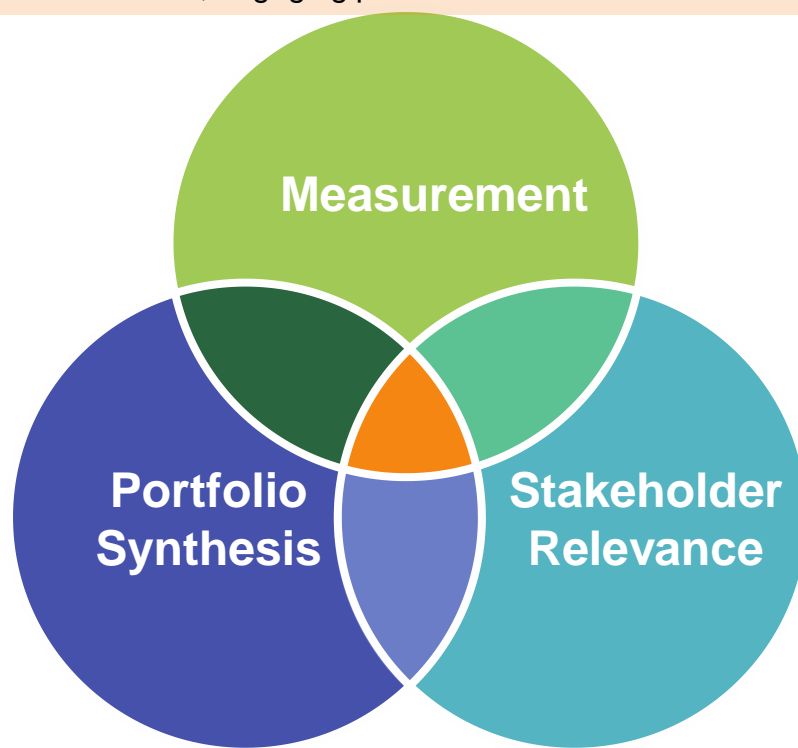 Measurement
Portfolio
Synthesis
Stakeholder
Relevance